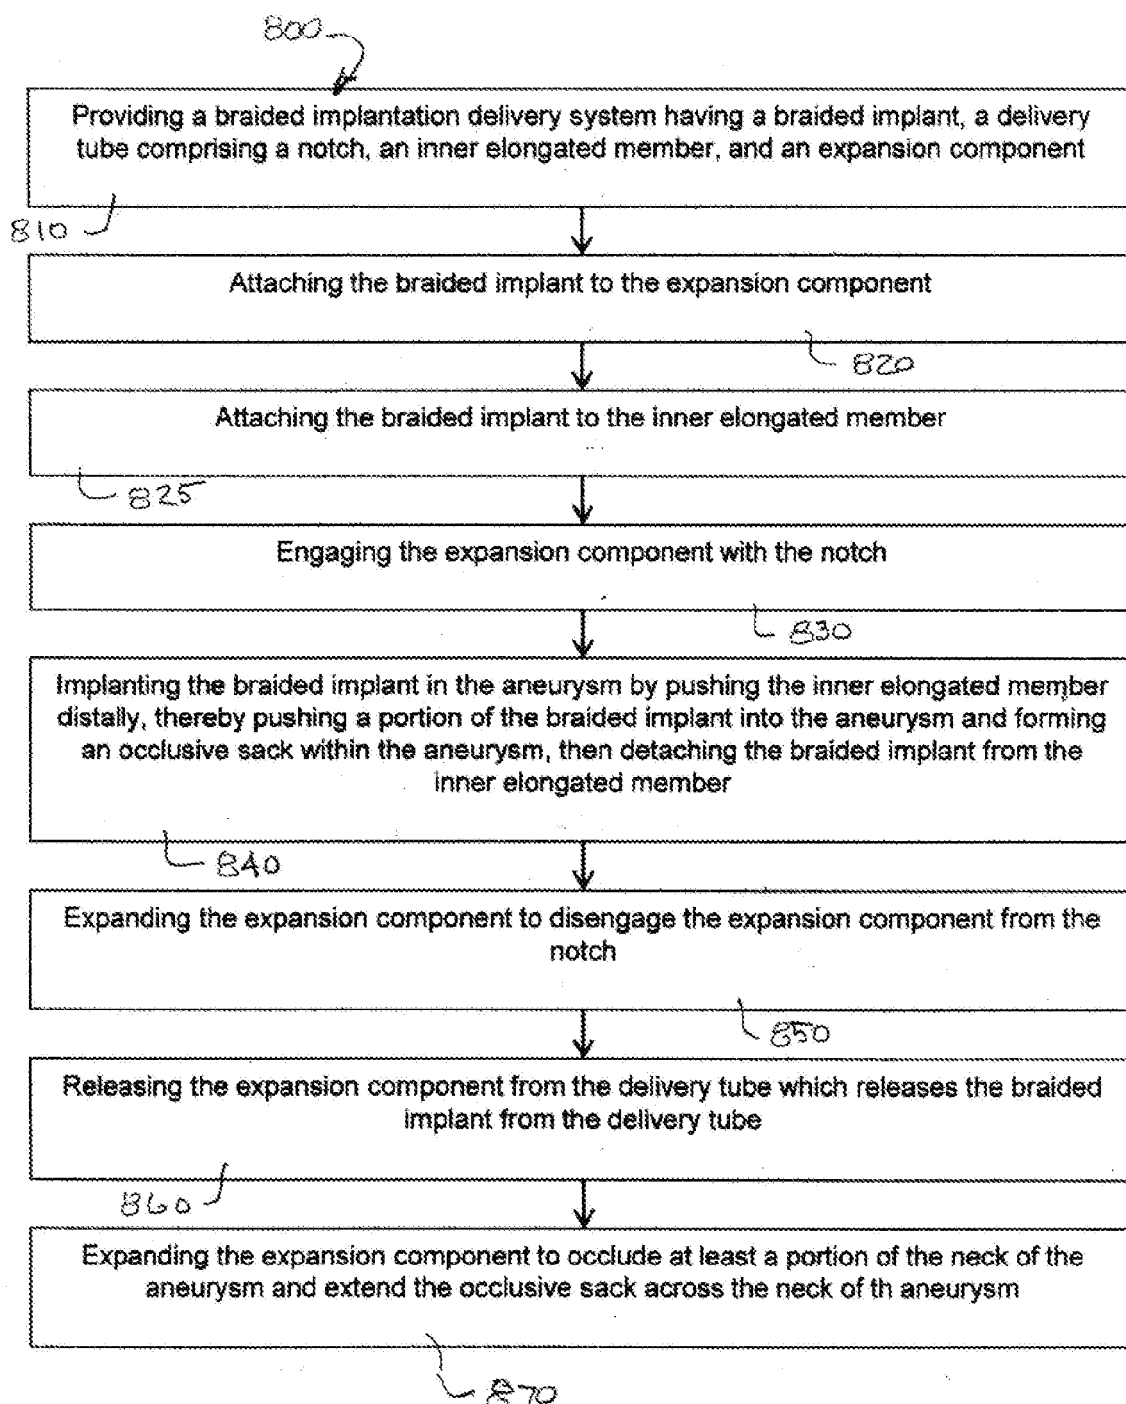 800
Providing a braided implantation delivery system having a braided implant, a delivery
tube comprising a notch, an inner elongated member, and an expansion component
810
Attaching the braided implant to the expansion component
820
Attaching the braided implant to the inner elongated member
825
Engaging the expansion component with the notch
830
Implanting the braided implant in the aneurysm by pushing the inner elongated member
distally, thereby pushing a portion of the braided implant into the aneurysm and forming
an occlusive sack within the aneurysm, then detaching the braided implant from the
inner elongated member
840
Expanding the expansion component to disengage the expansion component from the
notch
850
Releasing the expansion component from the delivery tube which releases the braided
implant from the delivery tube
860
Expanding the expansion component to occlude at least a portion of the neck of the
aneurysm and extend the occlusive sack across the neck of th aneurysm
870